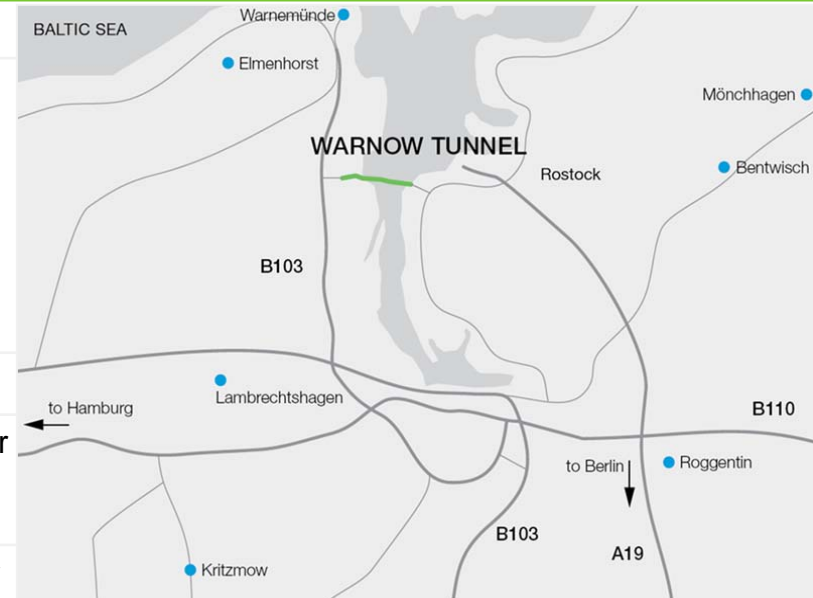 Warnemünde
BALTIC SEA
Elmenhorst
Mönchhagen
WARNOW TUNNEL
Bentwisch
Rostock
B103
Lambrechtshagen
to Hamburg
B110
r
to Berlin
Roggentin
B103
A19
Kritzmow